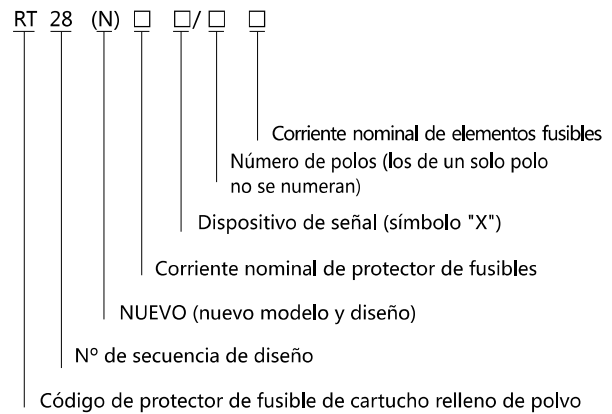 RT 28 (N) □ □/□ □
Corriente nominal de elementos fusibles
Número de polos (los de un solo polo
no se numeran)
Dispositivo de señal (símbolo "X")
Corriente nominal de protector de fusibles
NUEVO (nuevo modelo y diseño)
Nº de secuencia de diseño
Código de protector de fusible de cartucho relleno de polvo